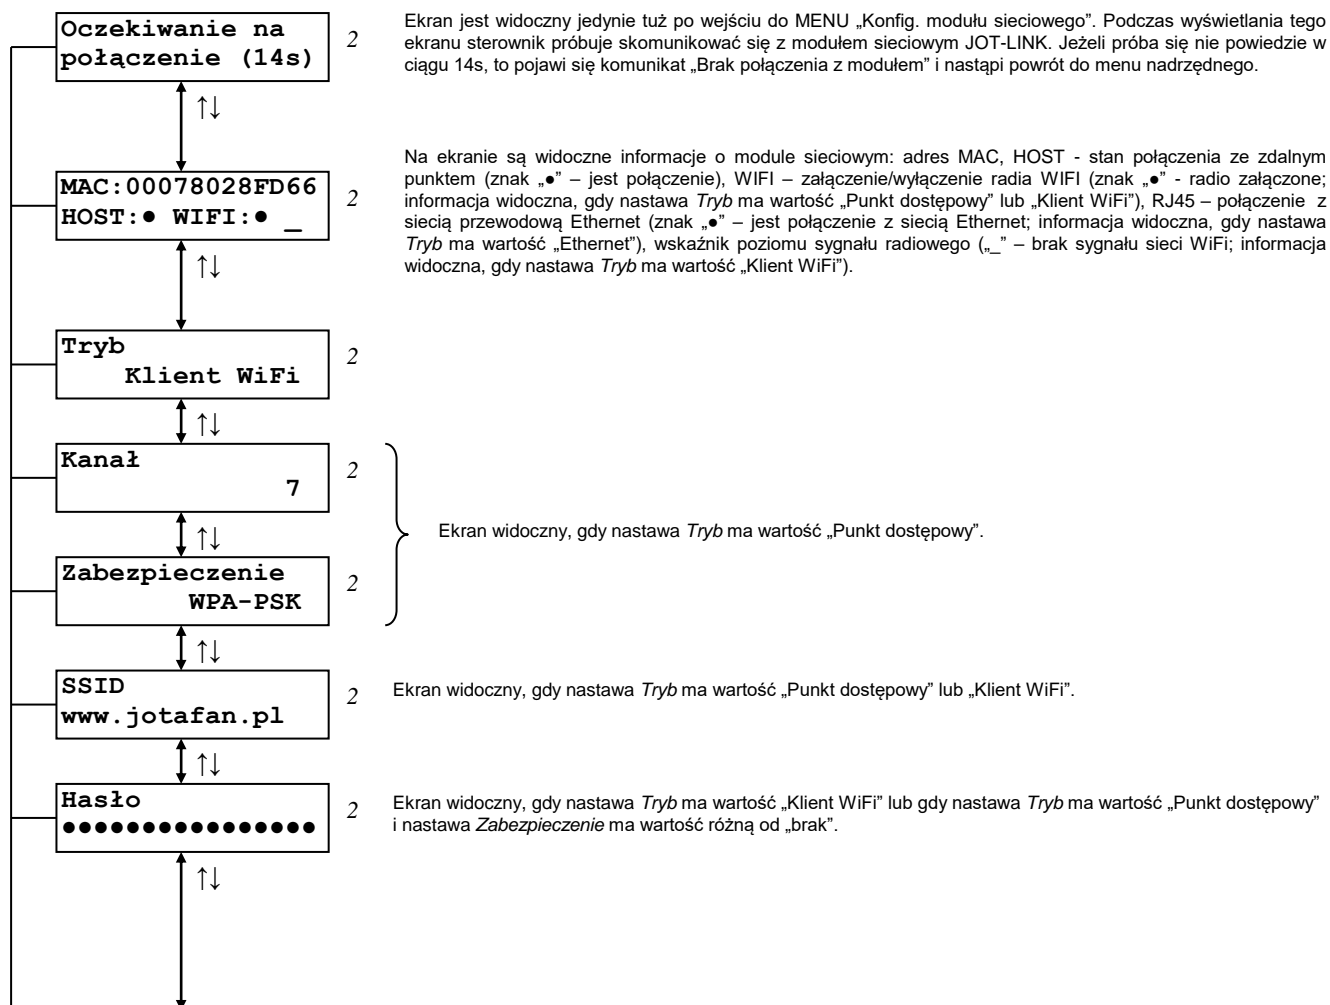 Oczekiwanie na
połączenie (14s)
2
Ekran jest widoczny jedynie tuż po wejściu do MENU „Konfig. modułu sieciowego”. Podczas wyświetlania tego
ekranu sterownik próbuje skomunikować się z modułem sieciowym JOT-LINK. Jeżeli próba się nie powiedzie w
ciągu 14s, to pojawi się komunikat „Brak połączenia z modułem” i nastąpi powrót do menu nadrzędnego.
↑↓
MAC:00078028FD66
HOST:● WIFI:● _
2
Na ekranie są widoczne informacje o module sieciowym: adres MAC, HOST - stan połączenia ze zdalnym
punktem (znak „●” – jest połączenie), WIFI – załączenie/wyłączenie radia WIFI (znak „●” - radio załączone;
informacja widoczna, gdy nastawa Tryb ma wartość „Punkt dostępowy” lub „Klient WiFi”), RJ45 – połączenie z
siecią przewodową Ethernet (znak „●” – jest połączenie z siecią Ethernet; informacja widoczna, gdy nastawa
Tryb ma wartość „Ethernet”), wskaźnik poziomu sygnału radiowego („_” – brak sygnału sieci WiFi; informacja
widoczna, gdy nastawa Tryb ma wartość „Klient WiFi”).
↑↓
Tryb
Klient WiFi
2
↑↓
Kanał
7
2
↑↓
Ekran widoczny, gdy nastawa Tryb ma wartość „Punkt dostępowy”.
Zabezpieczenie
WPA-PSK
2
↑↓
SSID
www.jotafan.pl
2
Ekran widoczny, gdy nastawa Tryb ma wartość „Punkt dostępowy” lub „Klient WiFi”.
↑↓
Hasło
●●●●●●●●●●●●●●●●
2
Ekran widoczny, gdy nastawa Tryb ma wartość „Klient WiFi” lub gdy nastawa Tryb ma wartość „Punkt dostępowy”
i nastawa Zabezpieczenie ma wartość różną od „brak”.
↑↓